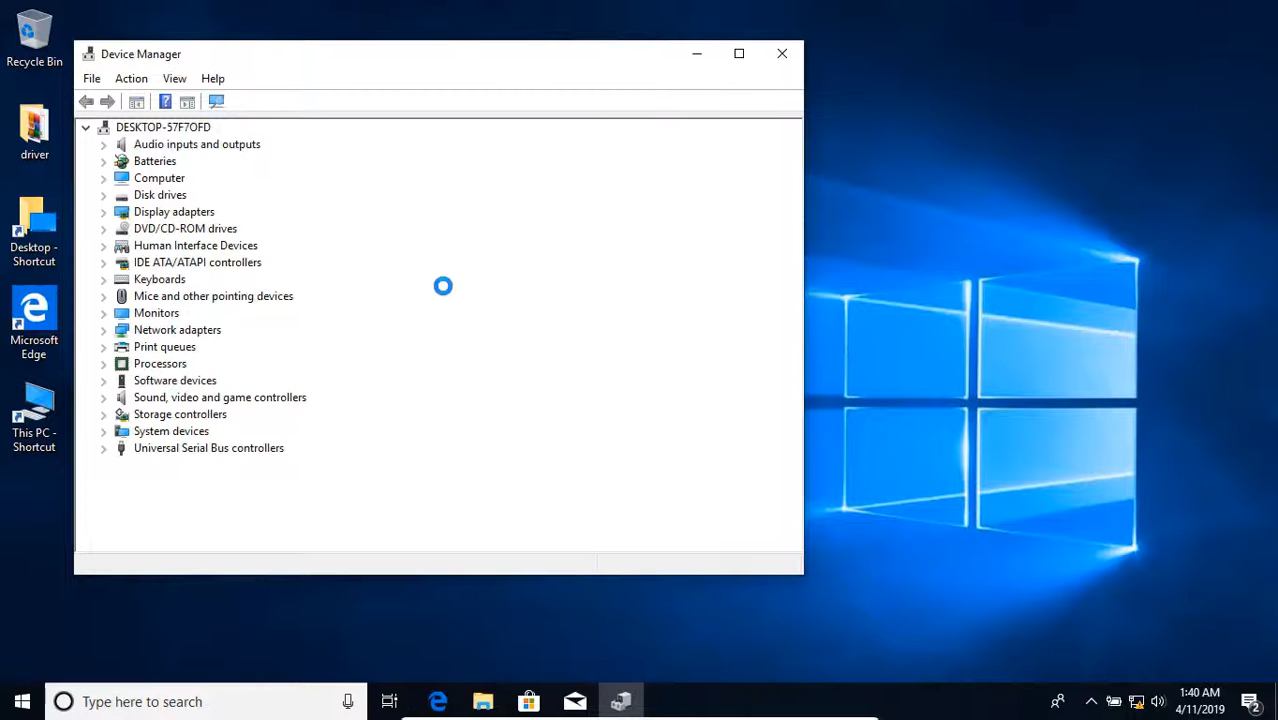 Recycle Bin
driver
Desktop -
Shortcut
Microsoft
Edge
This PC -
Shortcut
Device Manager
File Action View Help
DESKTOP-57F7OFD
Audio inputs and outputs
Batteries
Computer
Disk drives
Display adapters
DVD/CD-ROM drives
Human Interface Devices
IDE ATA/ATAPI controllers
Keyboards
Mice and other pointing devices
Monitors
Network adapters
Print queues
Processors
Software devices
Sound, video and game controllers
Storage controllers
System devices
Universal Serial Bus controllers
Type here to search
1:40 AM
4/11/2019
2